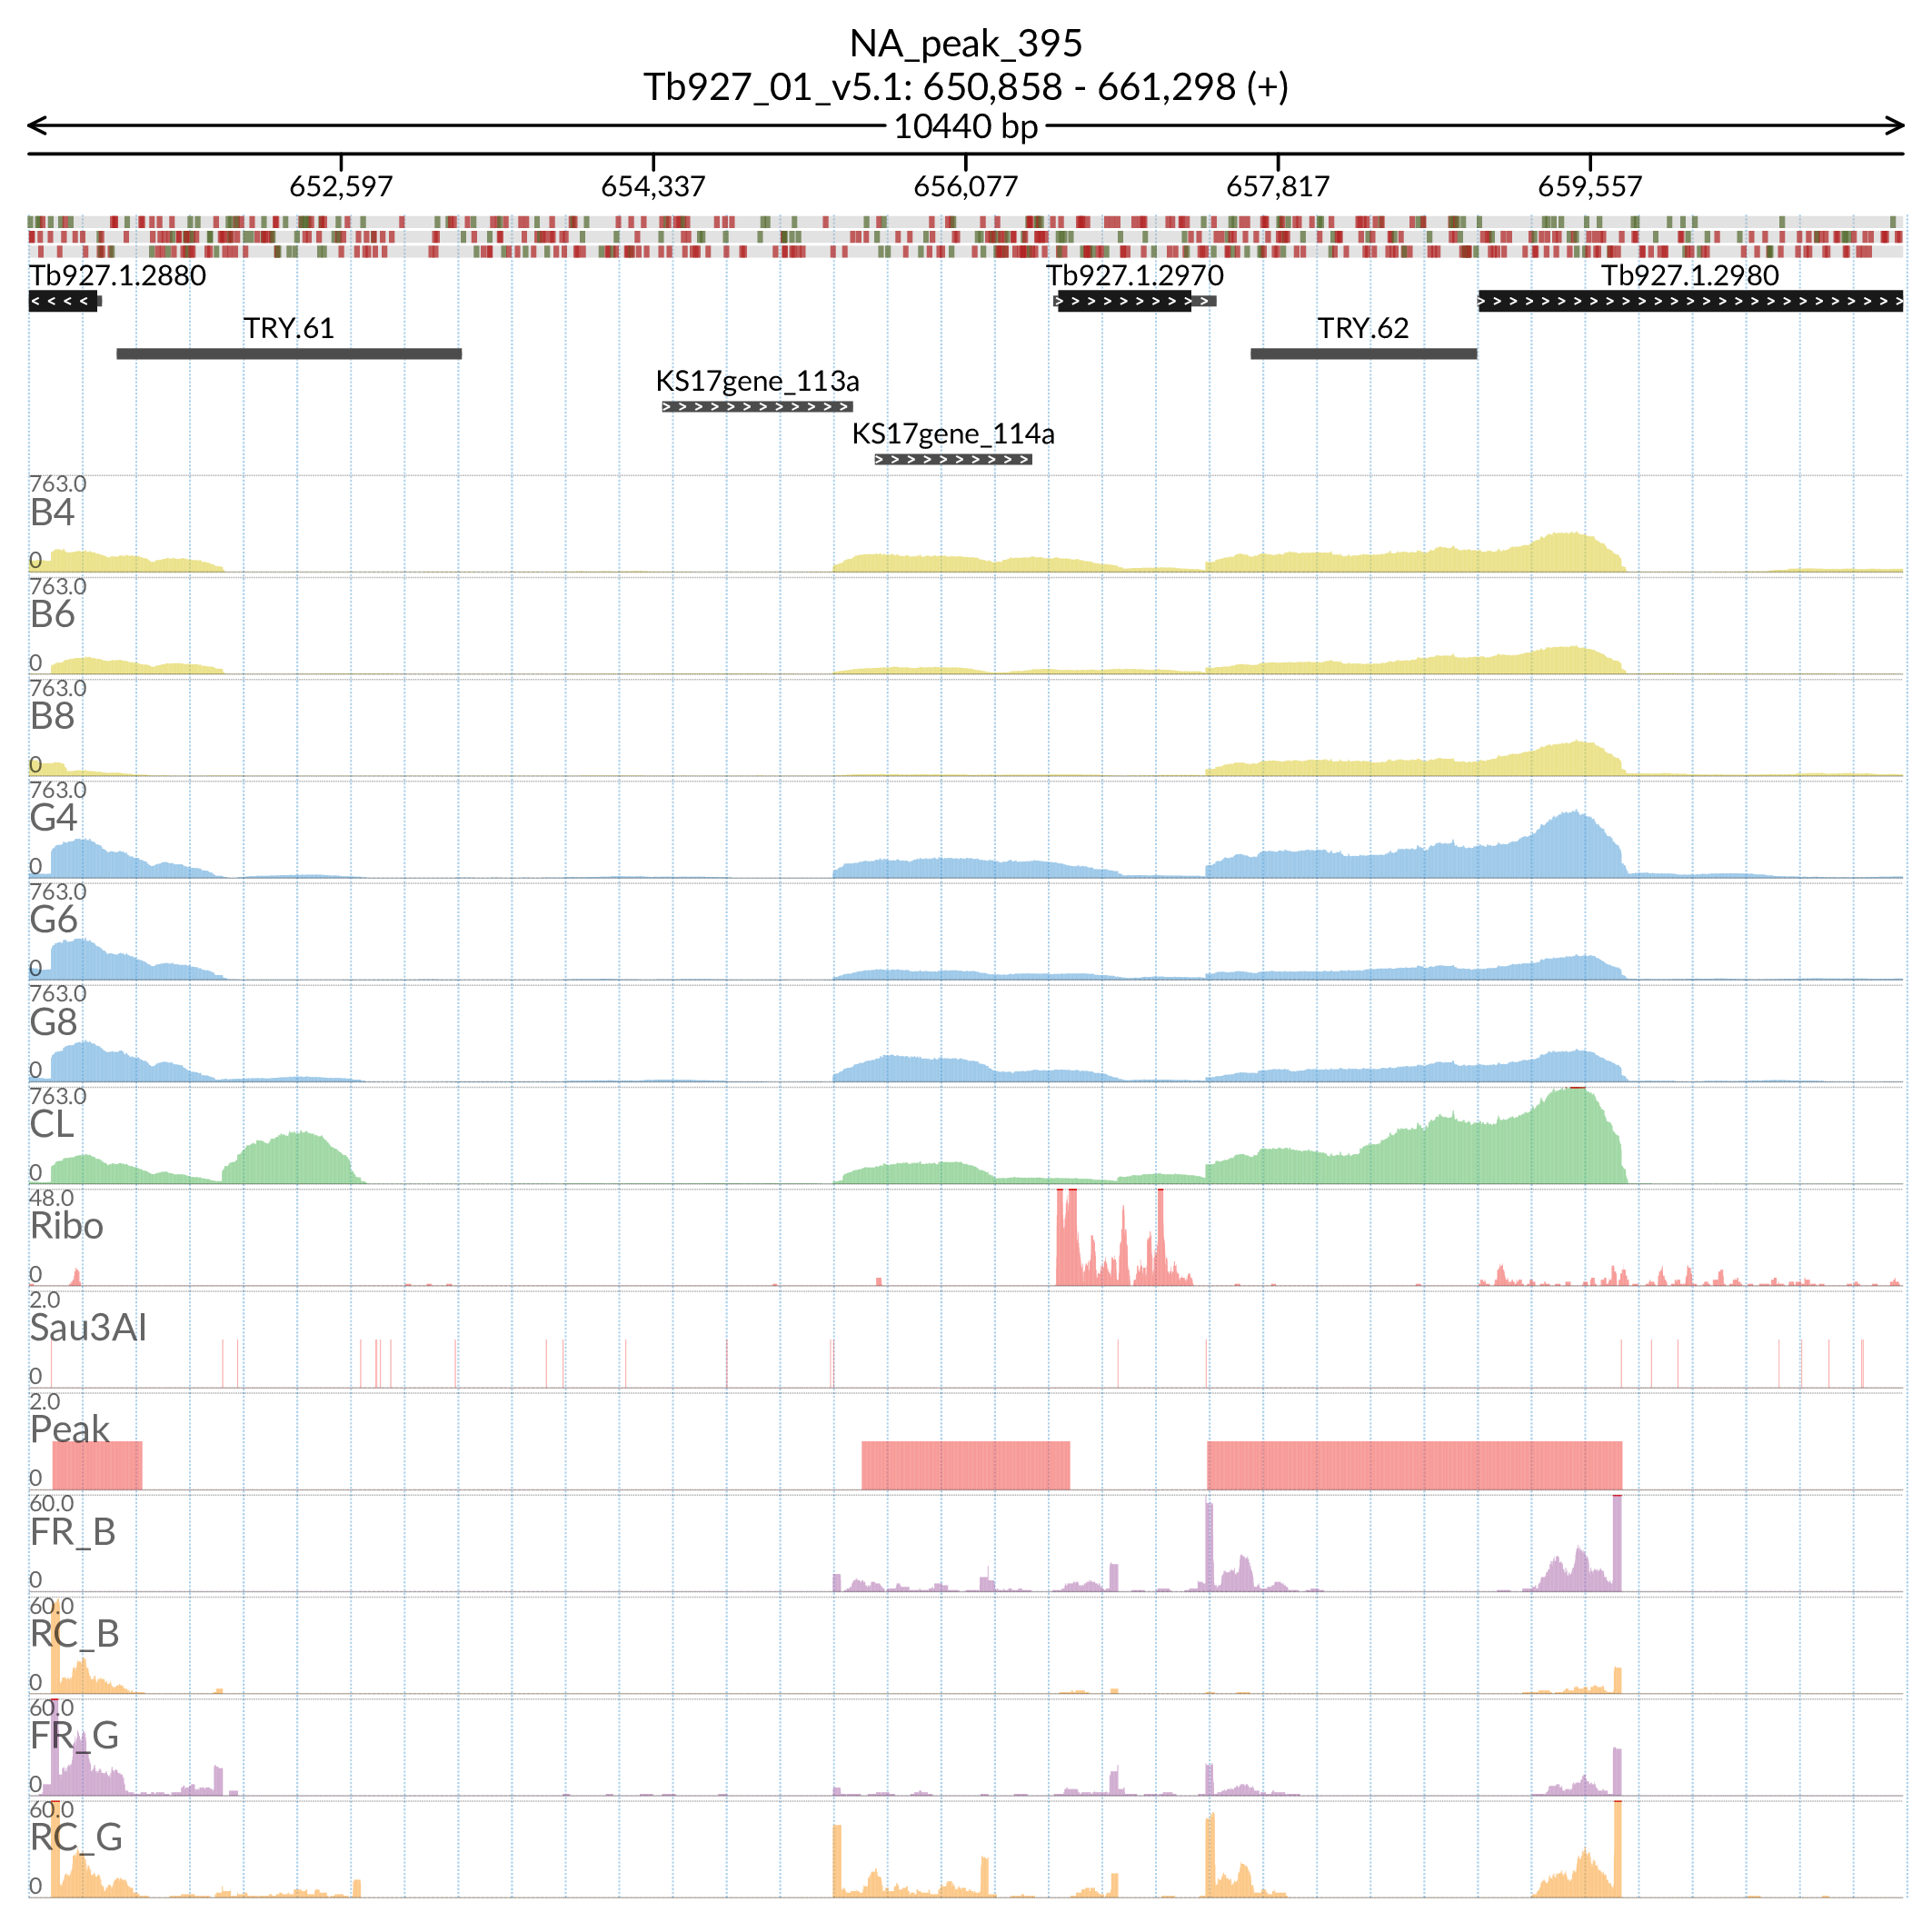 NA_peak_395
Tb927_01_v5.1: 650,858 - 661,298 (+)
10440 bp
652,597 654,337 656,077 657,817 659,557
Tb927.1.2880 Tb927.1.2970 Tb927.1.2980
TRY.61 TRY.62
KS17gene_113a
KS17gene_114a
763.0
B4
0
763.0
B6
0
763.0
B8
0
763.0
G4
0
763.0
G6
0
763.0
G8
0
763.0
CL
0
48.0
Ribo
0
2.0
Sau3AI
0
2.0
Peak
0
60.0
FR_B
0
60.0
RC_B
0
60.0
FR_G
0
60.0
RC_G
0